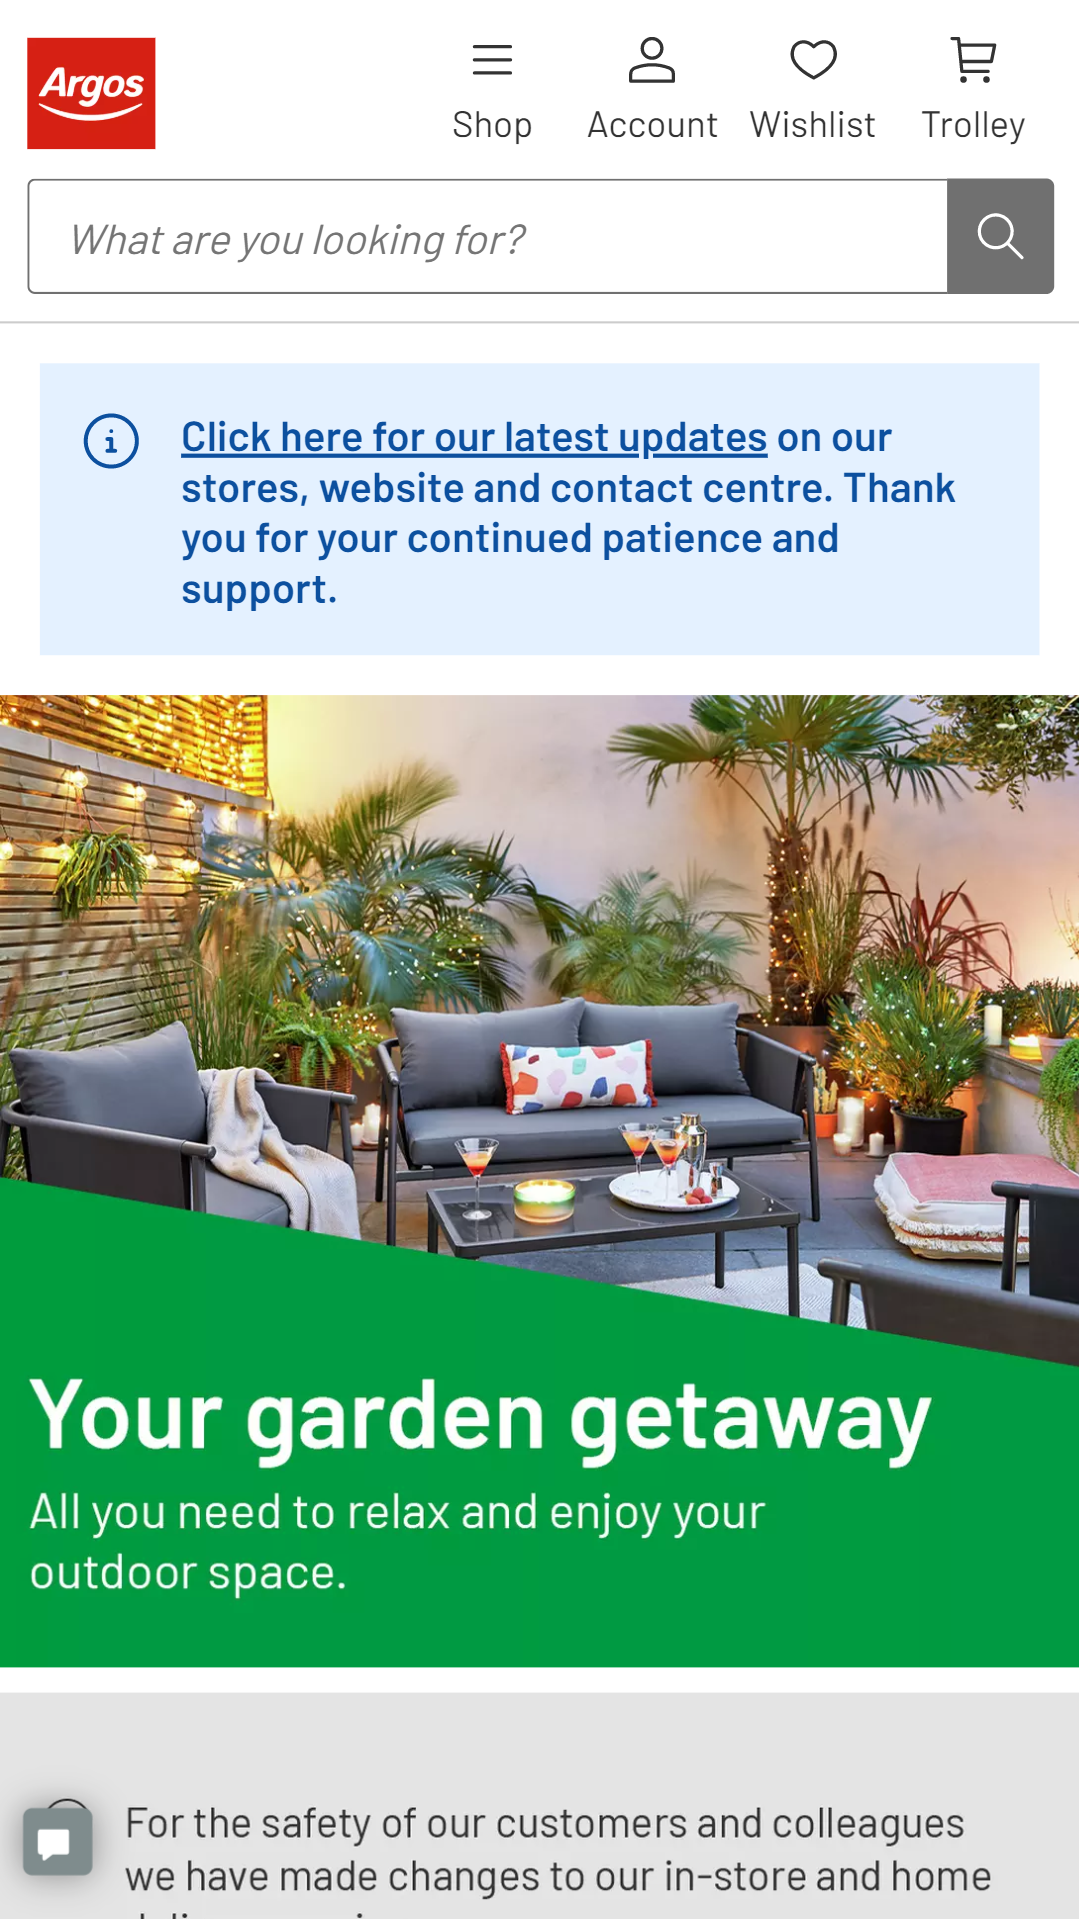 Argos
Shop
Account
Wishlist
Trolley
What are you looking for?
Click here for our latest updates on our
stores, website and contact centre. Thank
you for your continued patience and
support.
Your garden getaway
All you need to relax and enjoy your
outdoor space.
For the safety of our customers and colleagues
we have made changes to our in-store and home